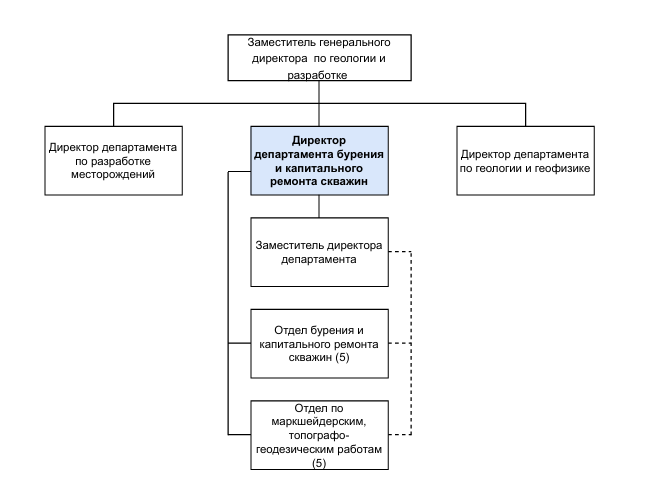 Заместитель генерального
директора по геологии и
разработке
Директор департамента
по разработке
месторождений
Директор
департамента бурения
и капитального
ремонта скважин
Директор департамента
по геологии и геофизике
Заместитель директора
департамента
Отдел бурения и
капитального ремонта
скважин (5)
Отдел по
маркшейдерским,
топографо-
геодезическим работам
(5)